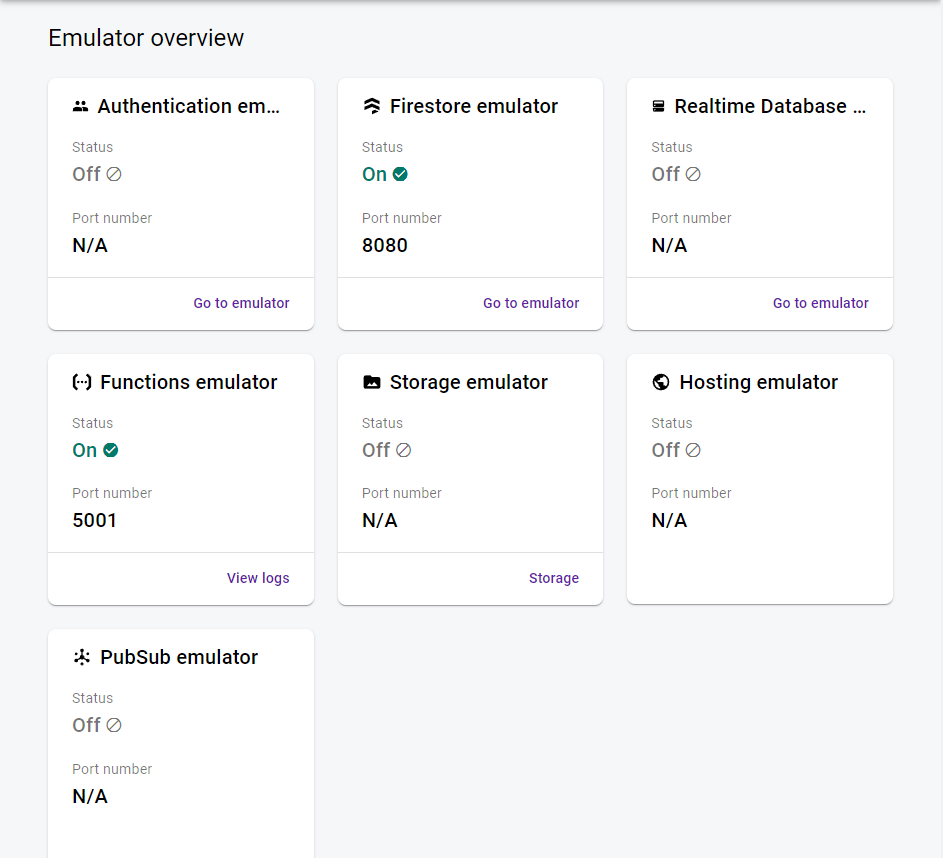 Emulator overview
Authentication em...
Status
Off
Port number
N/A
Go to emulator
Firestore emulator
Status
On
Port number
8080
Go to emulator
Realtime Database ...
Status
Off
Port number
N/A
Go to emulator
Functions emulator
Status
On
Port number
5001
View logs
Storage emulator
Status
Off
Port number
N/A
Storage
Hosting emulator
Status
Off
Port number
N/A
PubSub emulator
Status
Off
Port number
N/A